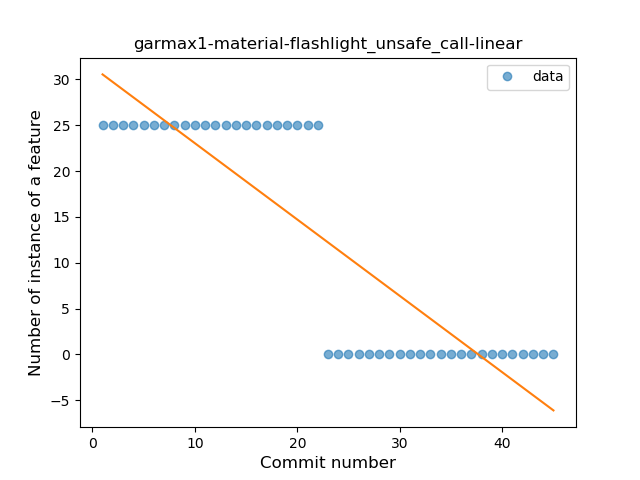 garmax1-material-flashlight_unsafe_call-linear
data
Number of instance of a feature
30
25
20
15
10
5
0
−5
0 10 20 30 40
Commit number